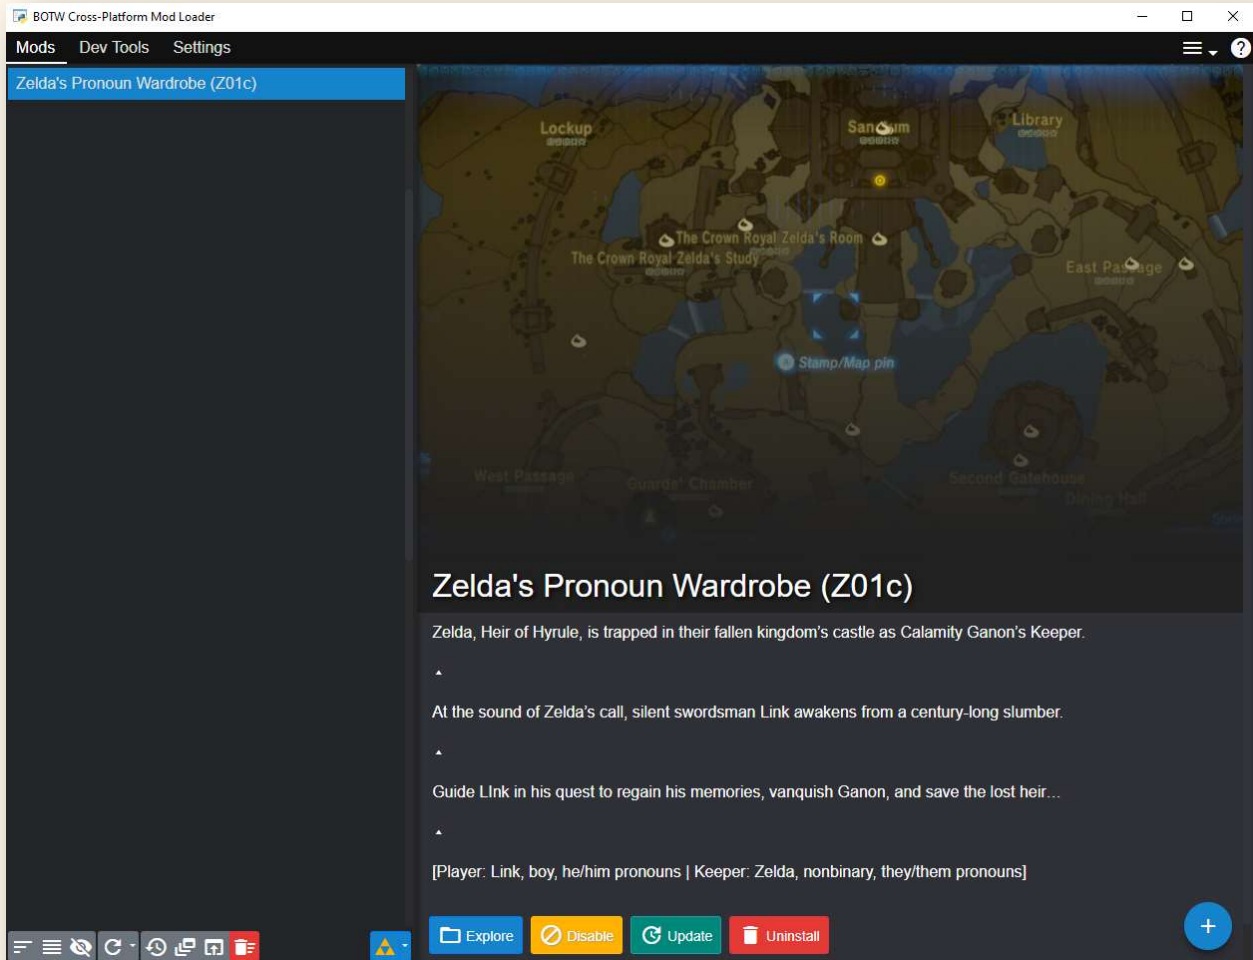 BOTW Cross-Platform Mod Loader
Mods Dev Tools Settings
Zelda's Pronoun Wardrobe (Z01c)
Lockup
Sanctum
Library
The Crown Royal Zelda's Room
The Crown Royal Zelda's Study
East Passage
Stamp/Map pin
West Passage
Guards' Chamber
Second Gatehouse
Dining Hall
Zelda's Pronoun Wardrobe (Z01c)
Zelda, Heir of Hyrule, is trapped in their fallen kingdom’s castle as Calamity Ganon’s Keeper.
At the sound of Zelda’s call, silent swordsman Link awakens from a century-long slumber.
Guide LInk in his quest to regain his memories, vanquish Ganon, and save the lost heir…
[Player: Link, boy, he/him pronouns | Keeper: Zelda, nonbinary, they/them pronouns]
Explore Disable Update Uninstall